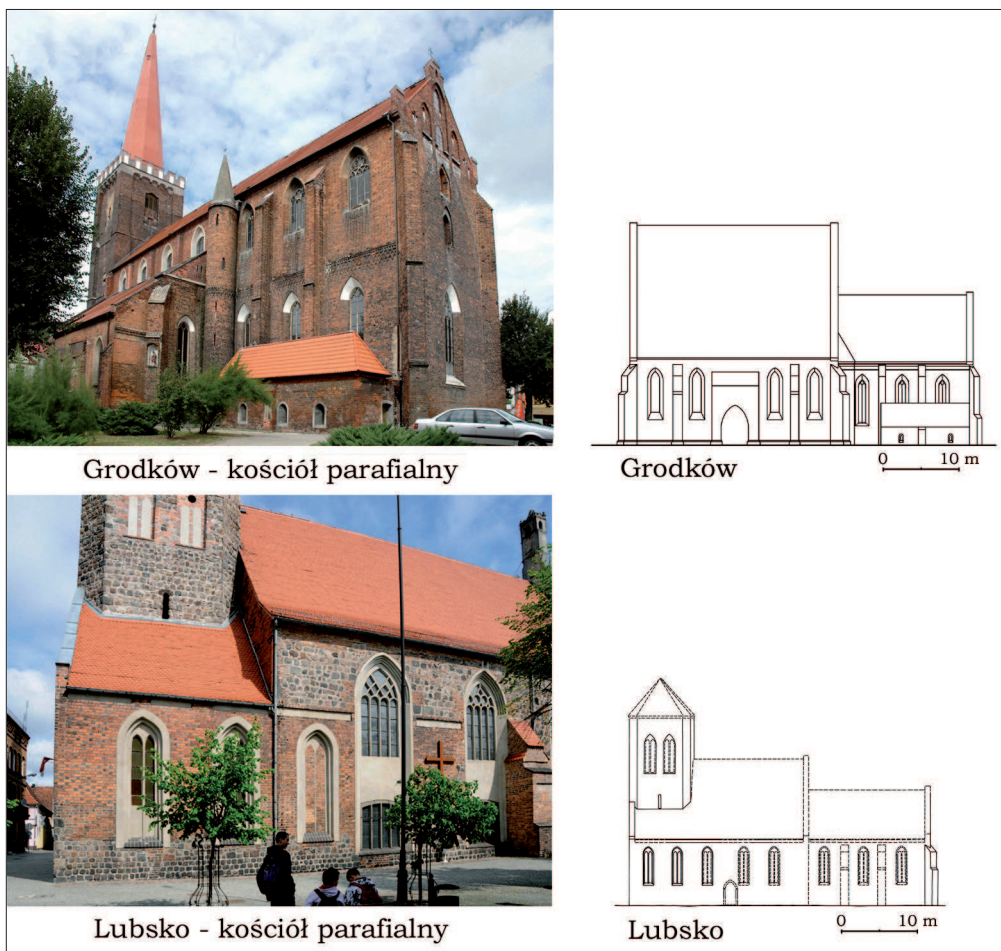 Grodków - kościół parafialny
Grodków
0 10 m
Lubsko - kościół parafialny
Lubsko
0 10 m